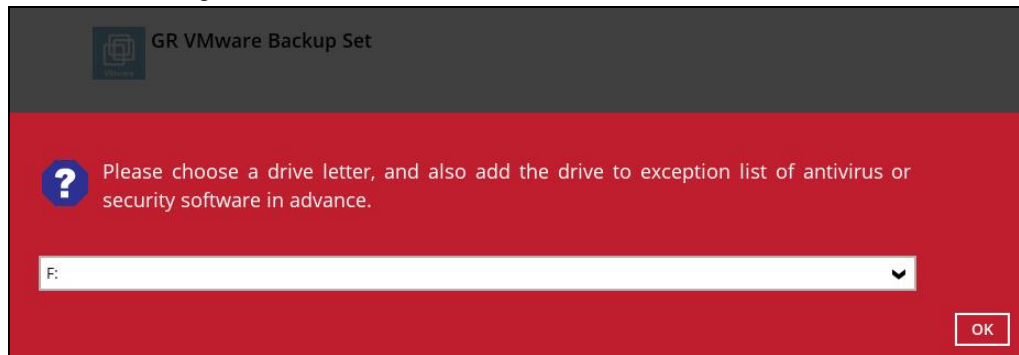 GR VMware Backup Set
vmware
Please choose a drive letter, and also add the drive to exception list of antivirus or
security software in advance.
F:
OK